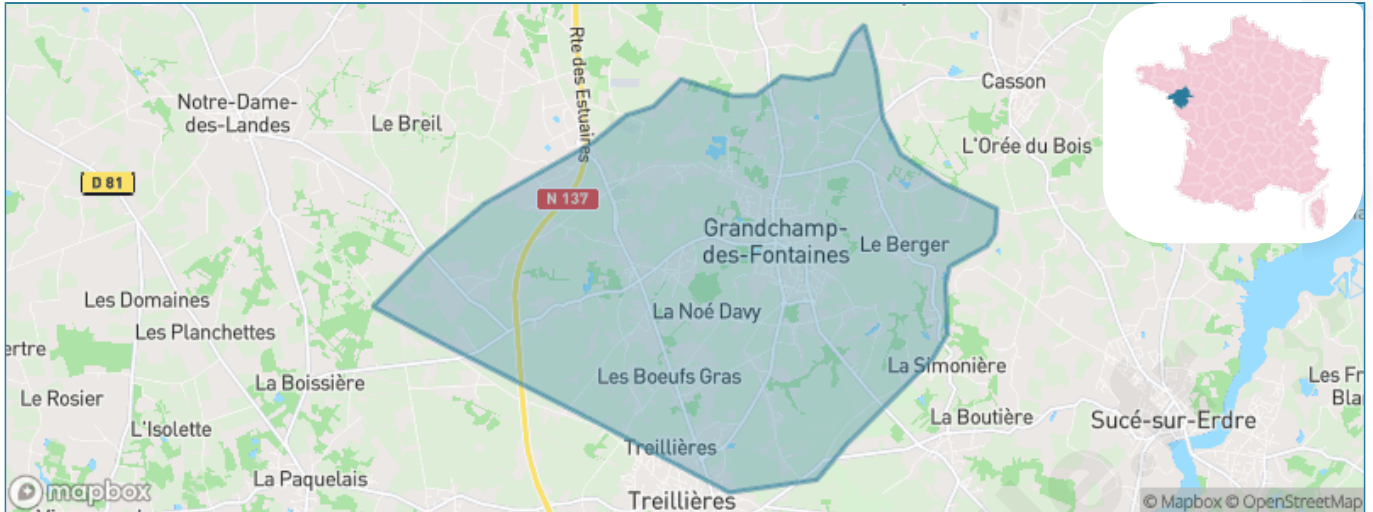 Rte des Estuaires
Casson
Notre-Dame-
des-Landes
Le Breil
L'Orée du Bois
D 81
N 137
Grandchamp-
des-Fontaines
Le Berger
Les Domaines
La Noé Davy
Les Planchettes
ertre
La Simonière
Les Boeufs Gras
Les Fr
Bla
La Boissière
Le Rosier
La Boutière
Sucé-sur-Erdre
L'Isolette
Treillières
La Paquelais
Treillières
mapbox
© Mapbox © OpenStreetMap